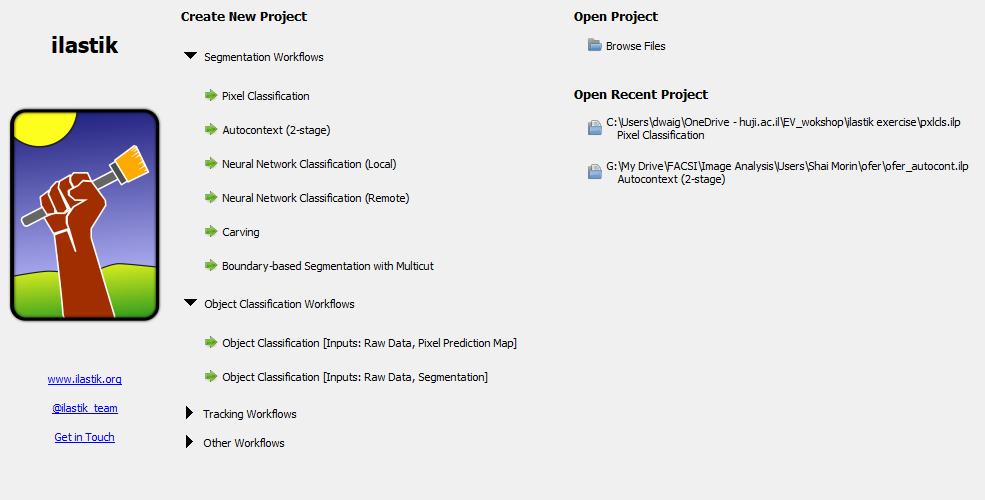 ilastik
www.ilastik.org
@ilastik_team
Get in Touch
Create New Project
Segmentation Workflows
Pixel Classification
Autocontext (2-stage)
Neural Network Classification (Local)
Neural Network Classification (Remote)
Carving
Boundary-based Segmentation with Multicut
Object Classification Workflows
Object Classification [Inputs: Raw Data, Pixel Prediction Map]
Object Classification [Inputs: Raw Data, Segmentation]
Tracking Workflows
Other Workflows
Open Project
Browse Files
Open Recent Project
C:\Users\dwaig\OneDrive - huji.ac.il\EV_wokshop\ilastik exercise\pxlcls.ilp
Pixel Classification
G:\My Drive\FACSI\Image Analysis\Users\Shai Morin\ofer\ofer_autocont.ilp
Autocontext (2-stage)